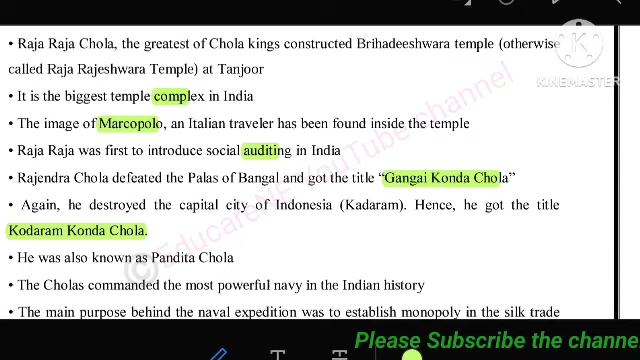 • Raja Raja Chola, the greatest of Chola kings constructed Brihadeeshwara temple (otherwise
called Raja Rajeshwara Temple) at Tanjoor
• It is the biggest temple complex in India
• The image of Marcopolo, an Italian traveler has been found inside the temple
• Raja Raja was first to introduce social auditing in India
• Rajendra Chola defeated the Palas of Bangal and got the title “Gangai Konda Chola”
• Again, he destroyed the capital city of Indonesia (Kadaram). Hence, he got the title
Kodaram Konda Chola.
• He was also known as Pandita Chola
• The Cholas commanded the most powerful navy in the Indian history
• The main purpose behind the naval expedition was to establish monopoly in the silk trade
Please Subscribe the channe
K
KINEMASTER
©EducareNE YouTube channel
T
T